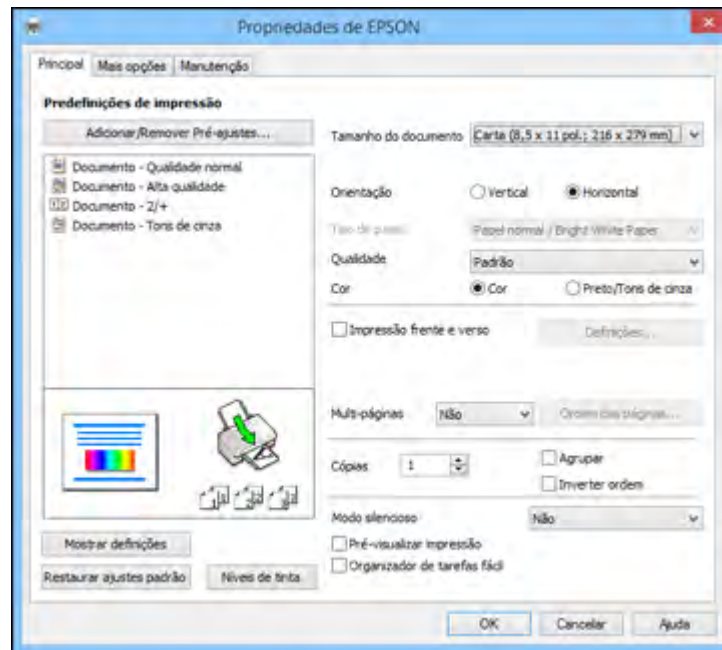 Propriedades de EPSON
Principal
Mais opções
Manutenção
Predefinições de impressão
Adicionar/Remover Pré-ajustes...
Documento - Qualidade normal
Documento - Alta qualidade
Documento - 2/+
Documento - Tons de cinza
Mostrar definições
Restaurar ajustes padrão
Níveis de tinta
Tamanho do documento Carta (8,5 x 11 pol.; 216 x 279 mm)
Orientação Vertical Horizontal
Tipo de papel Papel normal / Bright White Paper
Qualidade Padrão
Cor Cor Preto/Tons de cinza
Impressão frente e verso Definições...
Multi-páginas Não Ordem das páginas...
Cópias 1 Agrupar
Inverter ordem
Modo silencioso Não
Pré-visualizar impressão
Organizador de tarefas fácil
OK Cancelar Ajuda